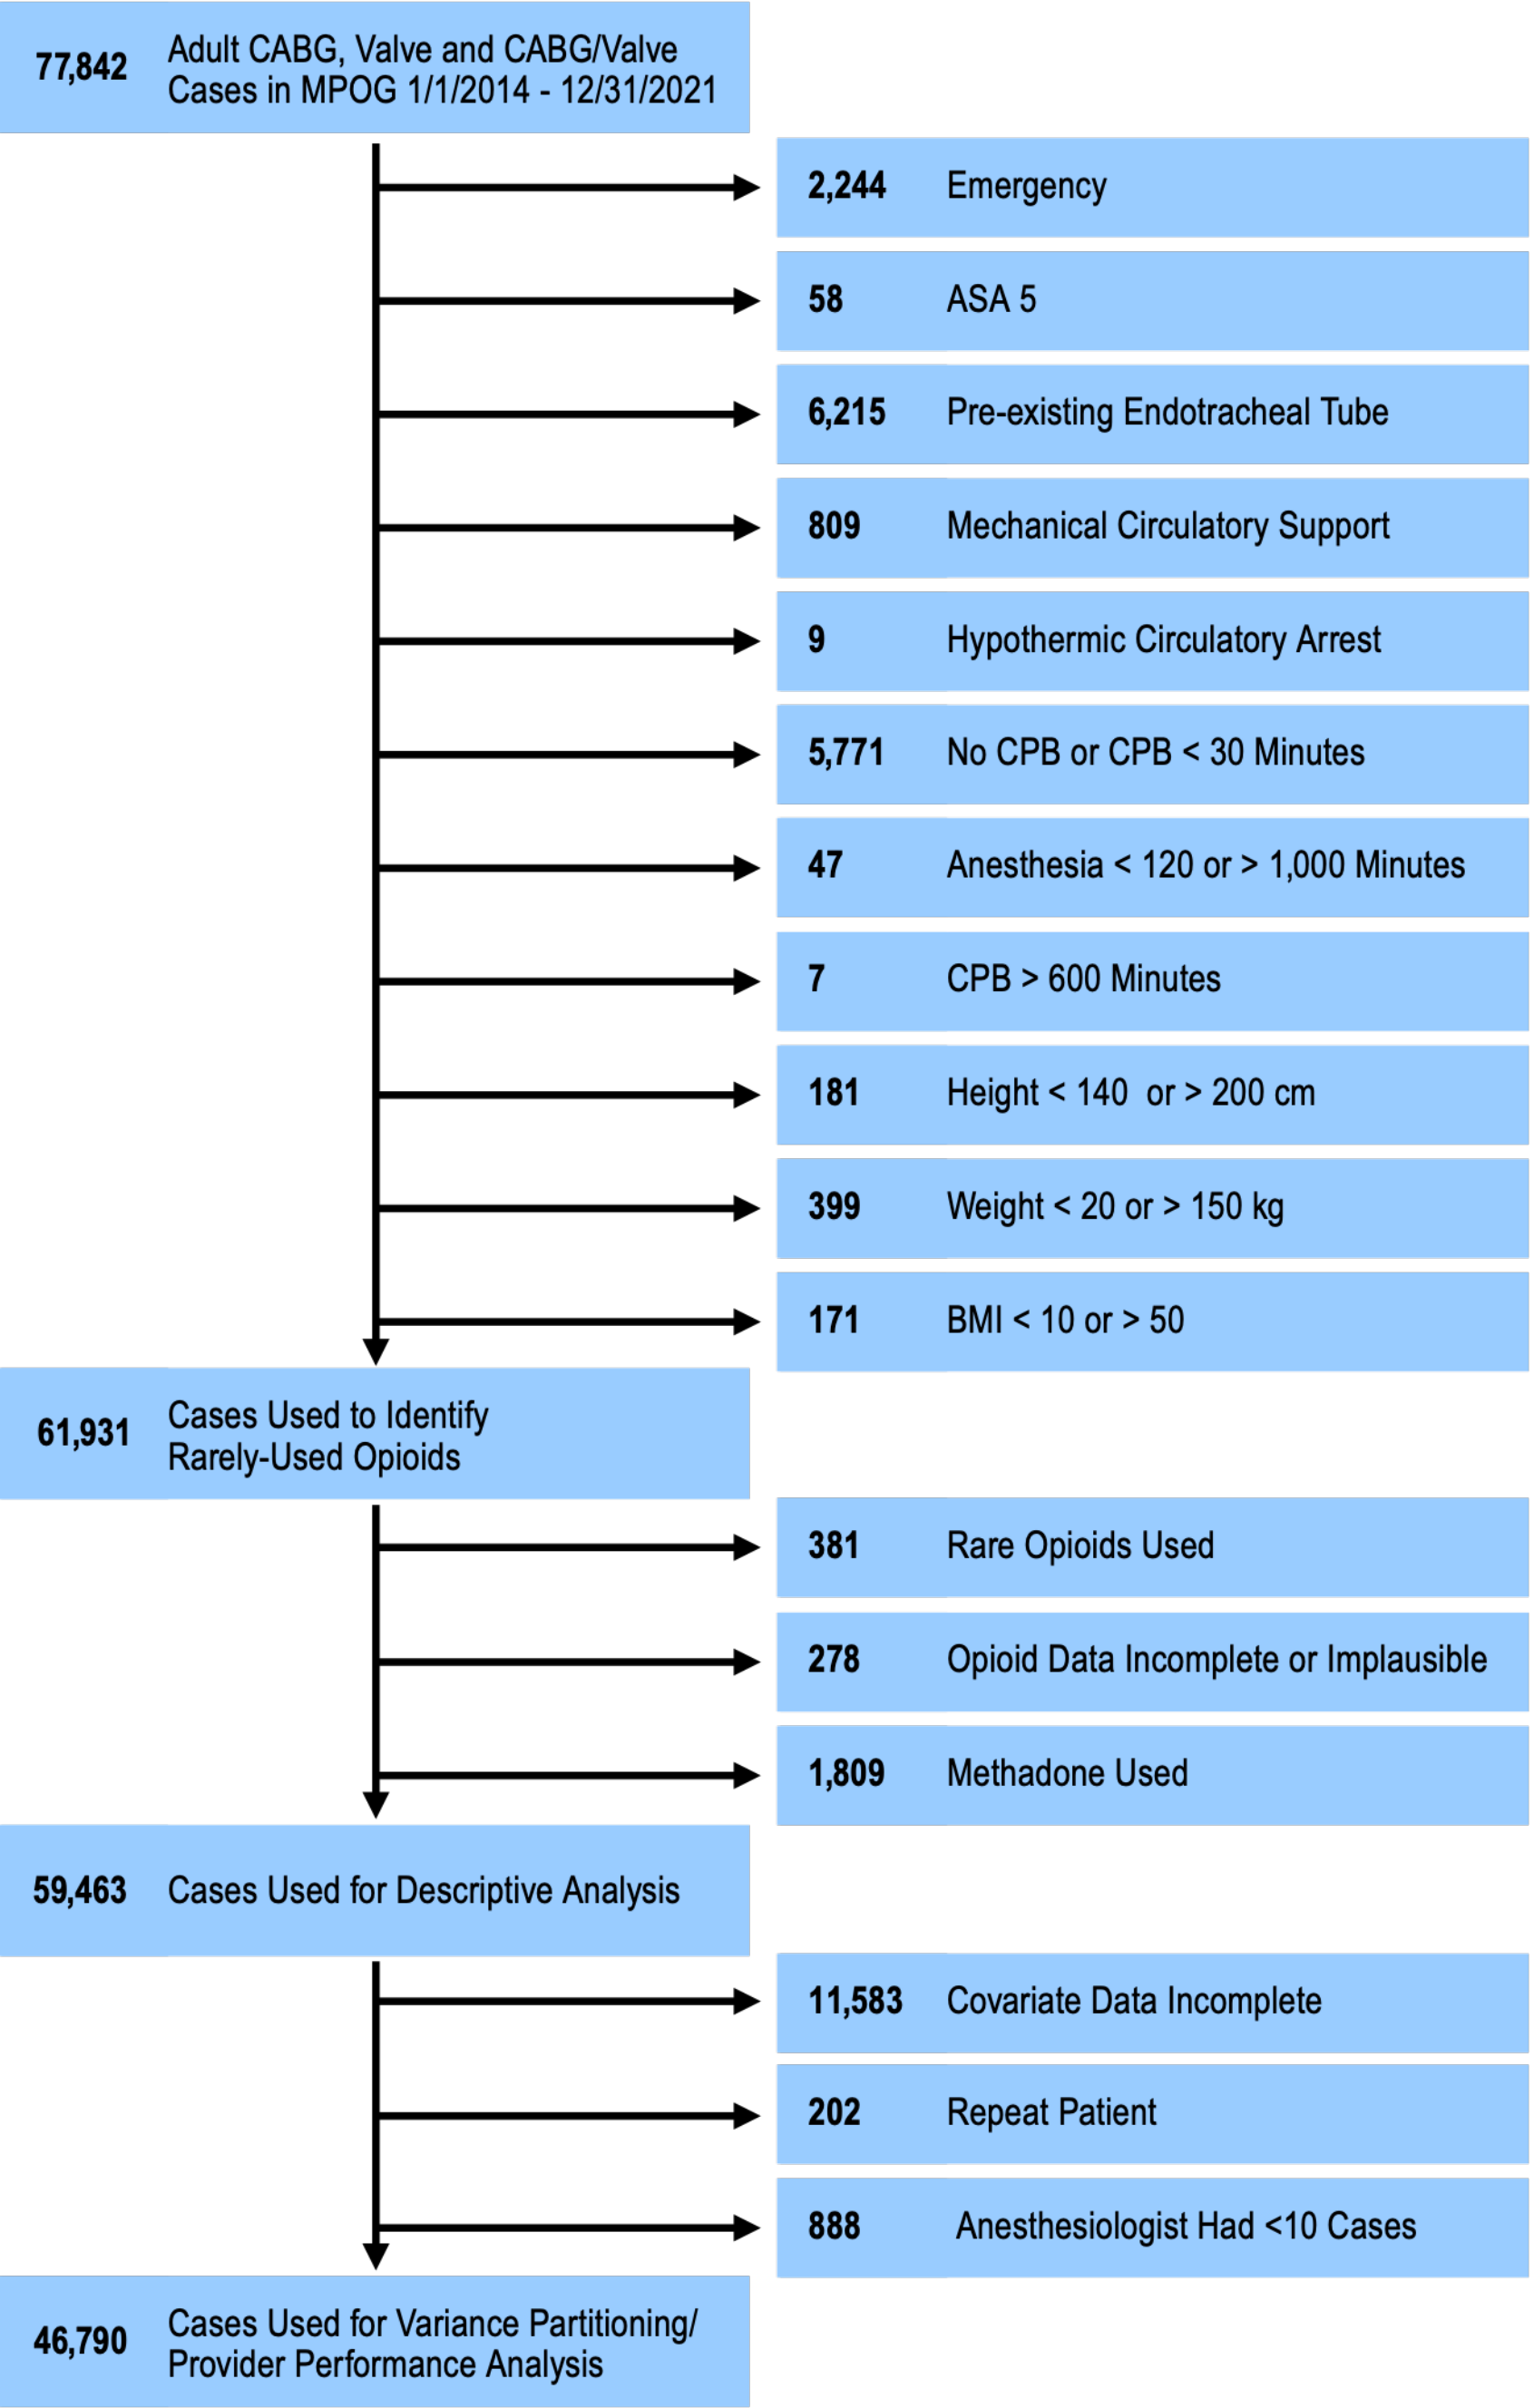 77,842 Adult CABG, Valve and CABG/Valve
Cases in MPOG 1/1/2014 - 12/31/2021
2,244 Emergency
58 ASA 5
6,215 Pre-existing Endotracheal Tube
809 Mechanical Circulatory Support
9 Hypothermic Circulatory Arrest
5,771 No CPB or CPB < 30 Minutes
47 Anesthesia < 120 or > 1,000 Minutes
7 CPB > 600 Minutes
181 Height < 140 or > 200 cm
399 Weight < 20 or > 150 kg
171 BMI < 10 or > 50
61,931 Cases Used to Identify
Rarely-Used Opioids
381 Rare Opioids Used
278 Opioid Data Incomplete or Implausible
1,809 Methadone Used
59,463 Cases Used for Descriptive Analysis
11,583 Covariate Data Incomplete
202 Repeat Patient
888 Anesthesiologist Had <10 Cases
46,790 Cases Used for Variance Partitioning/
Provider Performance Analysis